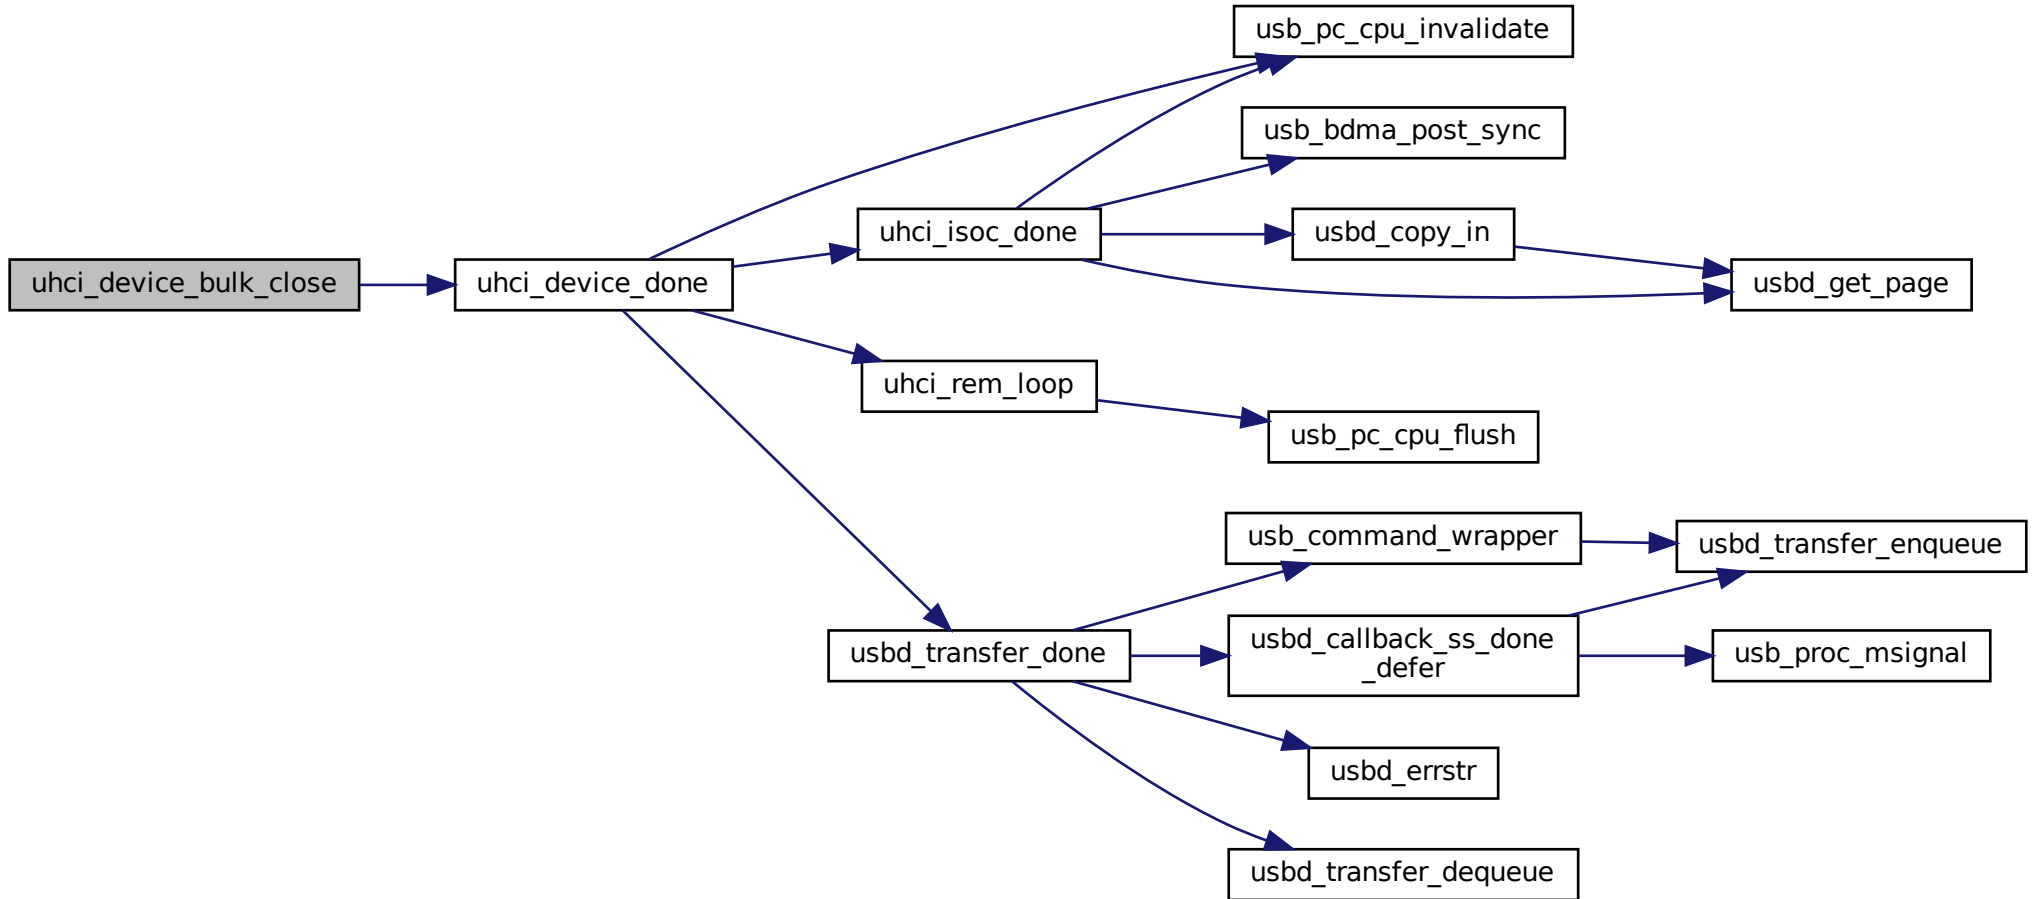 usb_pc_cpu_invalidate
usb_bdma_post_sync
uhci_isoc_done
usbd_copy_in
uhci_device_bulk_close
uhci_device_done
usbd_get_page
uhci_rem_loop
usb_pc_cpu_flush
usb_command_wrapper
usbd_transfer_enqueue
usbd_transfer_done
usbd_callback_ss_done
_defer
usb_proc_msignal
usbd_errstr
usbd_transfer_dequeue